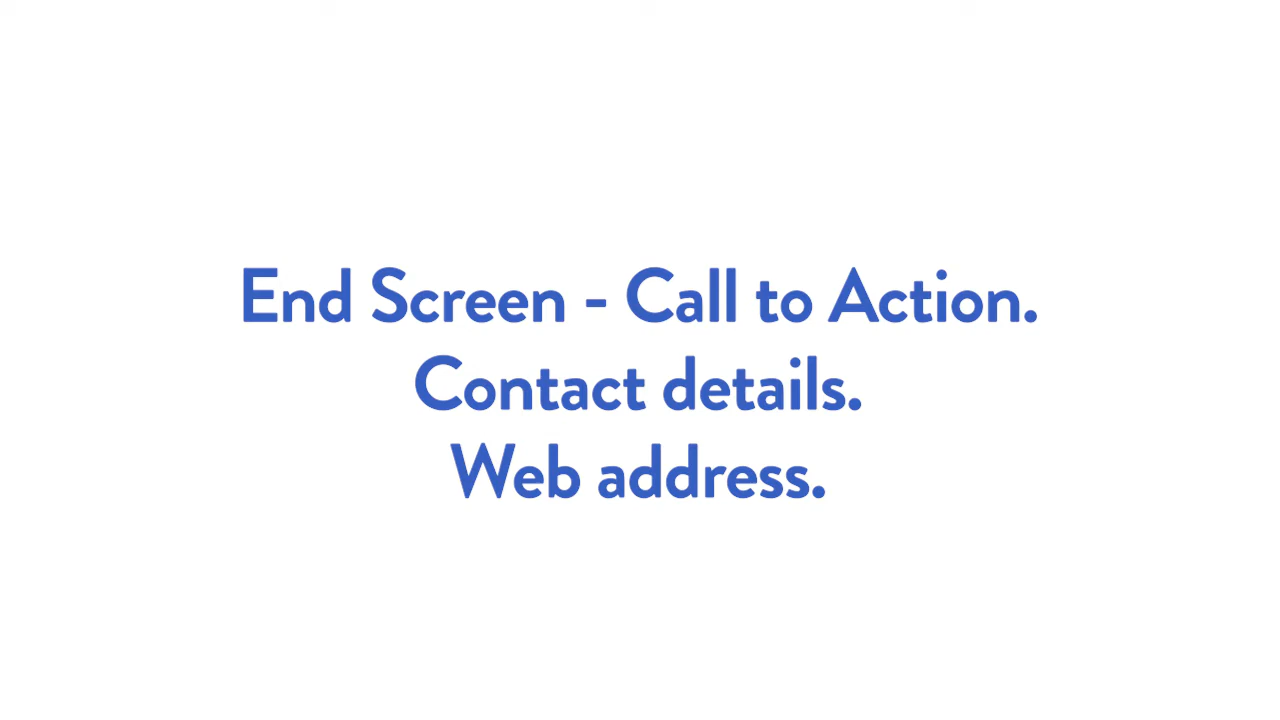 End Screen - Call to Action.
Contact details.
Web address.